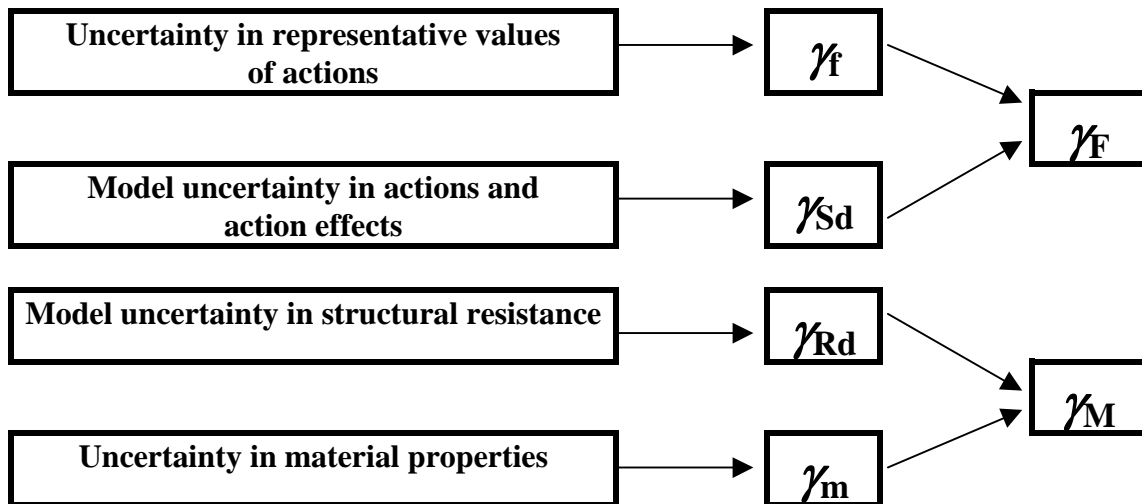 Uncertainty in representative values
of actions
γf
γF
Model uncertainty in actions and
action effects
γSd
Model uncertainty in structural resistance
γRd
γM
Uncertainty in material properties
γm